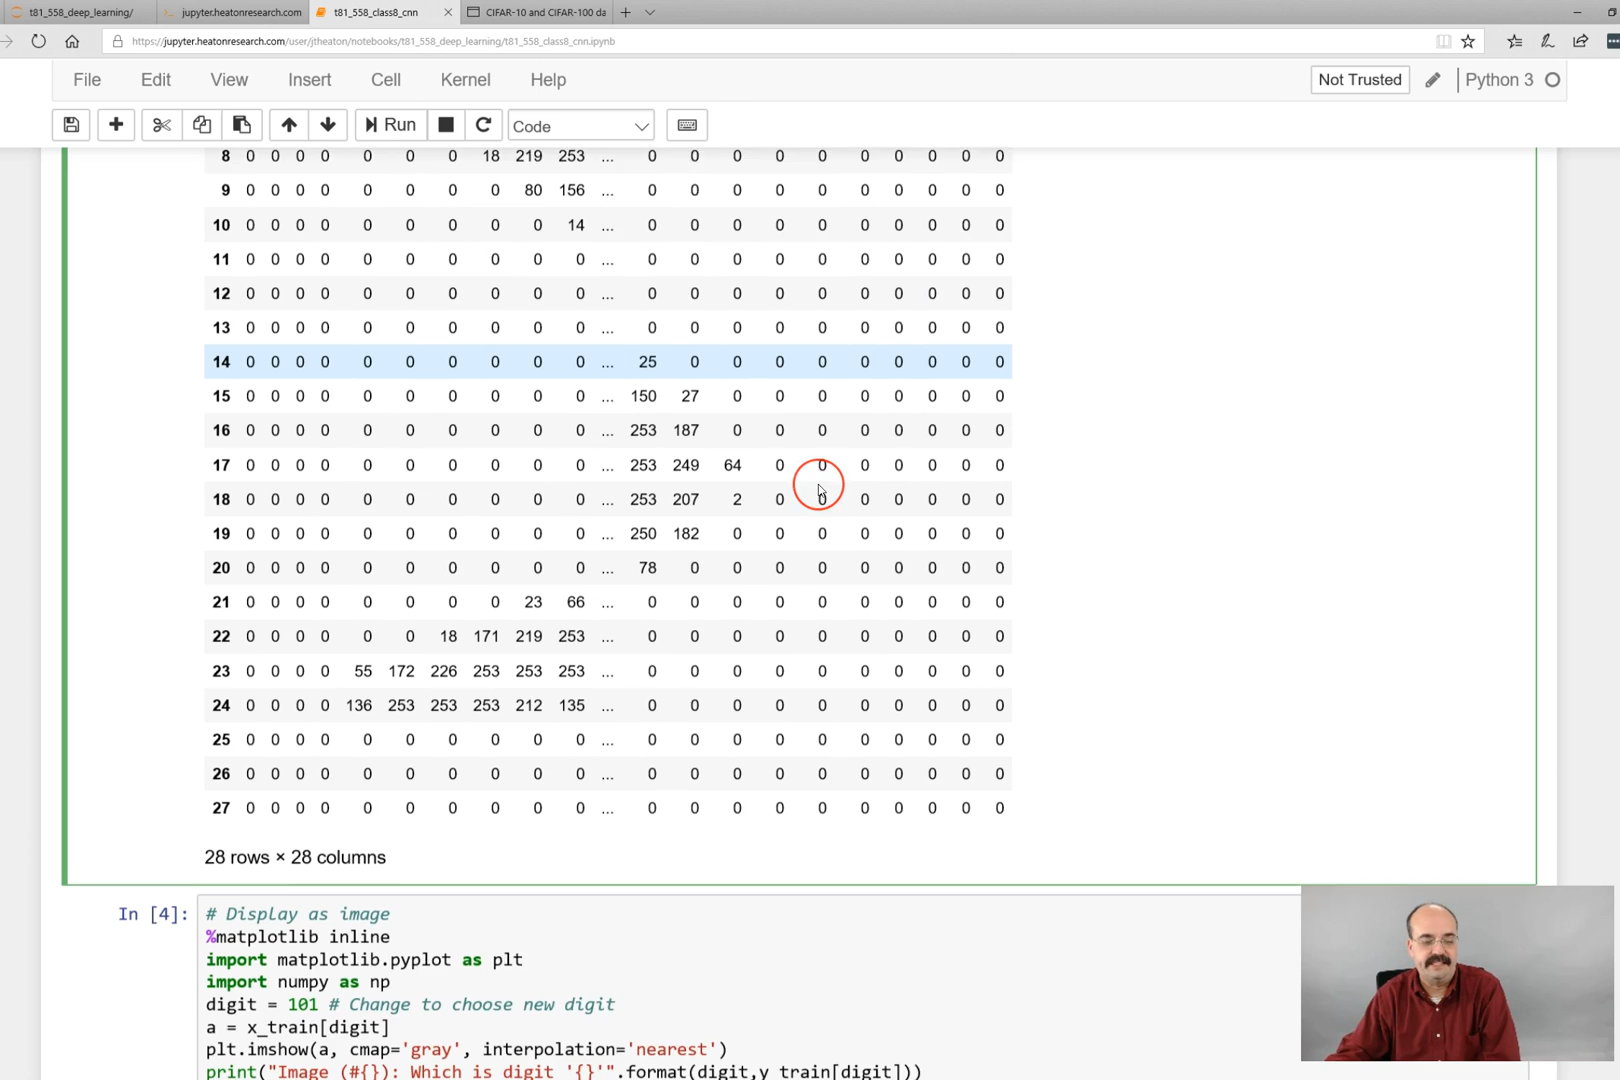 t81_558_deep_learning/ jupyter.heatonresearch.com t81_558_class8_cnn CIFAR-10 and CIFAR-100 da
https://jupyter.heatonresearch.com/user/jtheaton/notebooks/t81_558_deep_learning/t81_558_class8_cnn.ipynb
File Edit View Insert Cell Kernel Help Not Trusted Python 3
Run Code
8 0 0 0 0 0 0 0 18 219 253 ... 0 0 0 0 0 0 0 0 0
9 0 0 0 0 0 0 0 0 80 156 ... 0 0 0 0 0 0 0 0 0
10 0 0 0 0 0 0 0 0 0 14 ... 0 0 0 0 0 0 0 0 0
11 0 0 0 0 0 0 0 0 0 0 ... 0 0 0 0 0 0 0 0 0
12 0 0 0 0 0 0 0 0 0 0 ... 0 0 0 0 0 0 0 0 0
13 0 0 0 0 0 0 0 0 0 0 ... 0 0 0 0 0 0 0 0 0
14 0 0 0 0 0 0 0 0 0 0 ... 25 0 0 0 0 0 0 0 0
15 0 0 0 0 0 0 0 0 0 0 ... 150 27 0 0 0 0 0 0 0
16 0 0 0 0 0 0 0 0 0 0 ... 253 187 0 0 0 0 0 0 0
17 0 0 0 0 0 0 0 0 0 0 ... 253 249 64 0 0 0 0 0 0
18 0 0 0 0 0 0 0 0 0 0 ... 253 207 2 0 0 0 0 0 0
19 0 0 0 0 0 0 0 0 0 0 ... 250 182 0 0 0 0 0 0 0
20 0 0 0 0 0 0 0 0 0 0 ... 78 0 0 0 0 0 0 0 0
21 0 0 0 0 0 0 0 0 23 66 ... 0 0 0 0 0 0 0 0 0
22 0 0 0 0 0 0 18 171 219 253 ... 0 0 0 0 0 0 0 0 0
23 0 0 0 0 55 172 226 253 253 253 ... 0 0 0 0 0 0 0 0 0
24 0 0 0 0 136 253 253 253 212 135 ... 0 0 0 0 0 0 0 0 0
25 0 0 0 0 0 0 0 0 0 0 ... 0 0 0 0 0 0 0 0 0
26 0 0 0 0 0 0 0 0 0 0 ... 0 0 0 0 0 0 0 0 0
27 0 0 0 0 0 0 0 0 0 0 ... 0 0 0 0 0 0 0 0 0
28 rows × 28 columns
In [4]: # Display as image
%matplotlib inline
import matplotlib.pyplot as plt
import numpy as np
digit = 101 # Change to choose new digit
a = x_train[digit]
plt.imshow(a, cmap='gray', interpolation='nearest')
print("Image (#{}): Which is digit '{}'".format(digit,y_train[digit]))